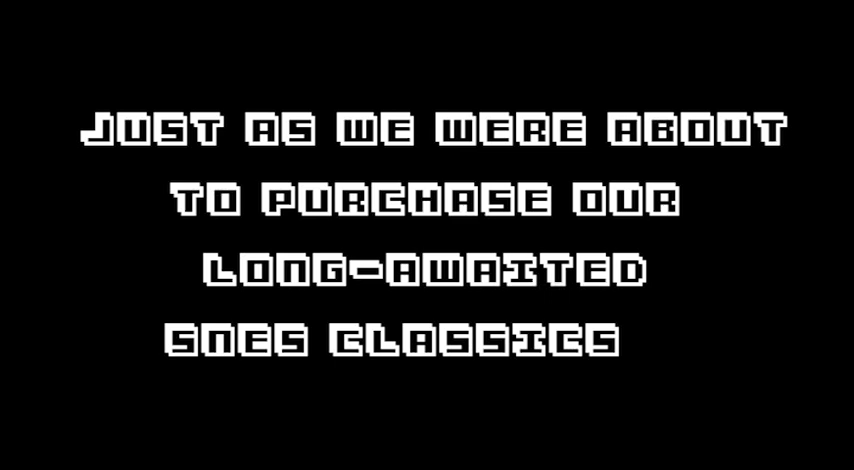 JUST AS WE WERE ABOUT
TO PURCHASE OUR
LONG-AWAITED
SNES CLASSICS